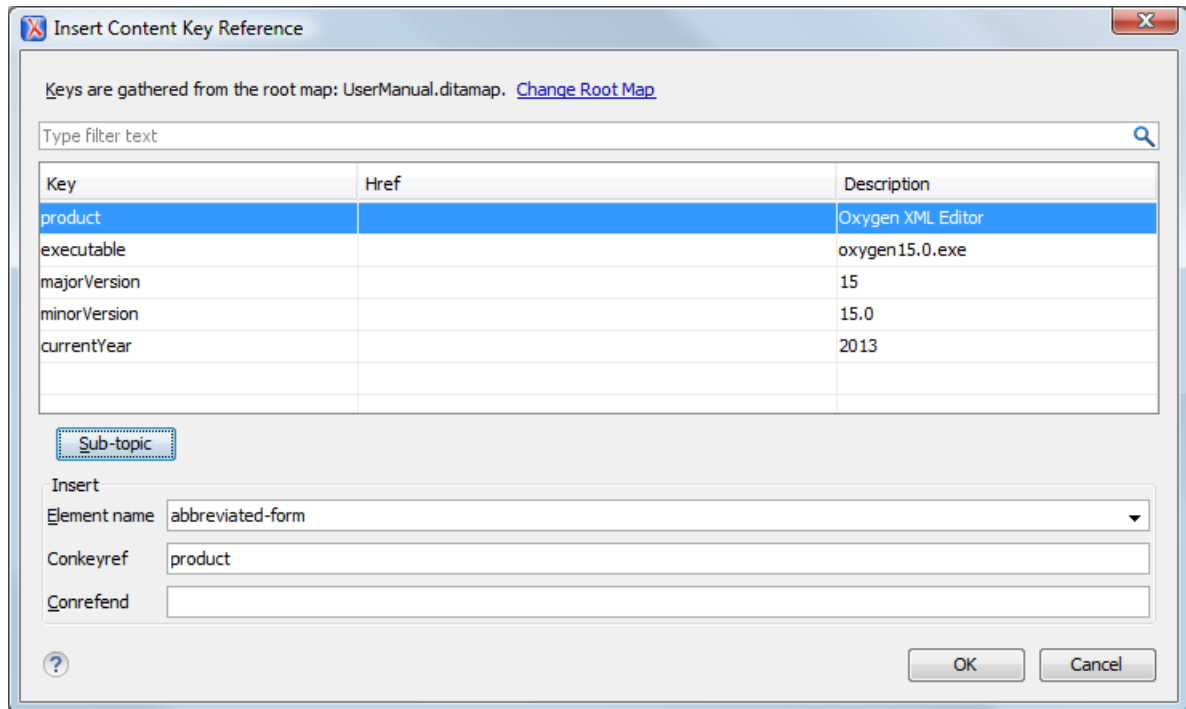 Insert Content Key Reference
Keys are gathered from the root map: UserManual.ditamap. Change Root Map
Type filter text
Key Href Description
product Oxygen XML Editor
executable oxygen15.0.exe
majorVersion 15
minorVersion 15.0
currentYear 2013
Sub-topic
Insert
Element name abbreviated-form
Conkeyref product
Conrefend
? OK Cancel